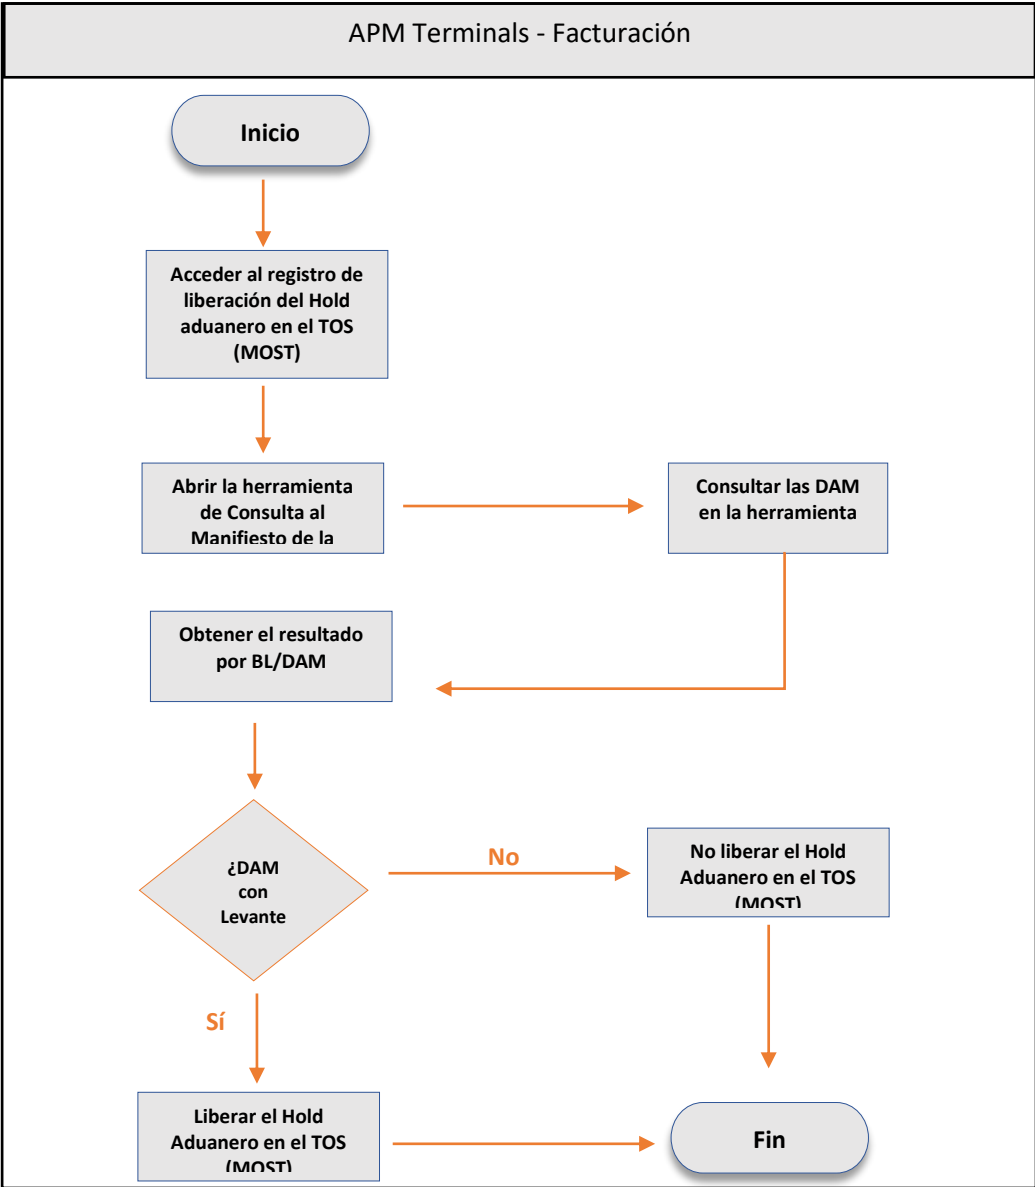 APM Terminals - Facturación
Inicio
Acceder al registro de
liberación del Hold
aduanero en el TOS
(MOST)
Abrir la herramienta
de Consulta al
Manifiesto de la
Consultar las DAM
en la herramienta
Obtener el resultado
por BL/DAM
¿DAM
con
Levante
No
No liberar el Hold
Aduanero en el TOS
(MOST)
Sí
Liberar el Hold
Aduanero en el TOS
(MOST)
Fin